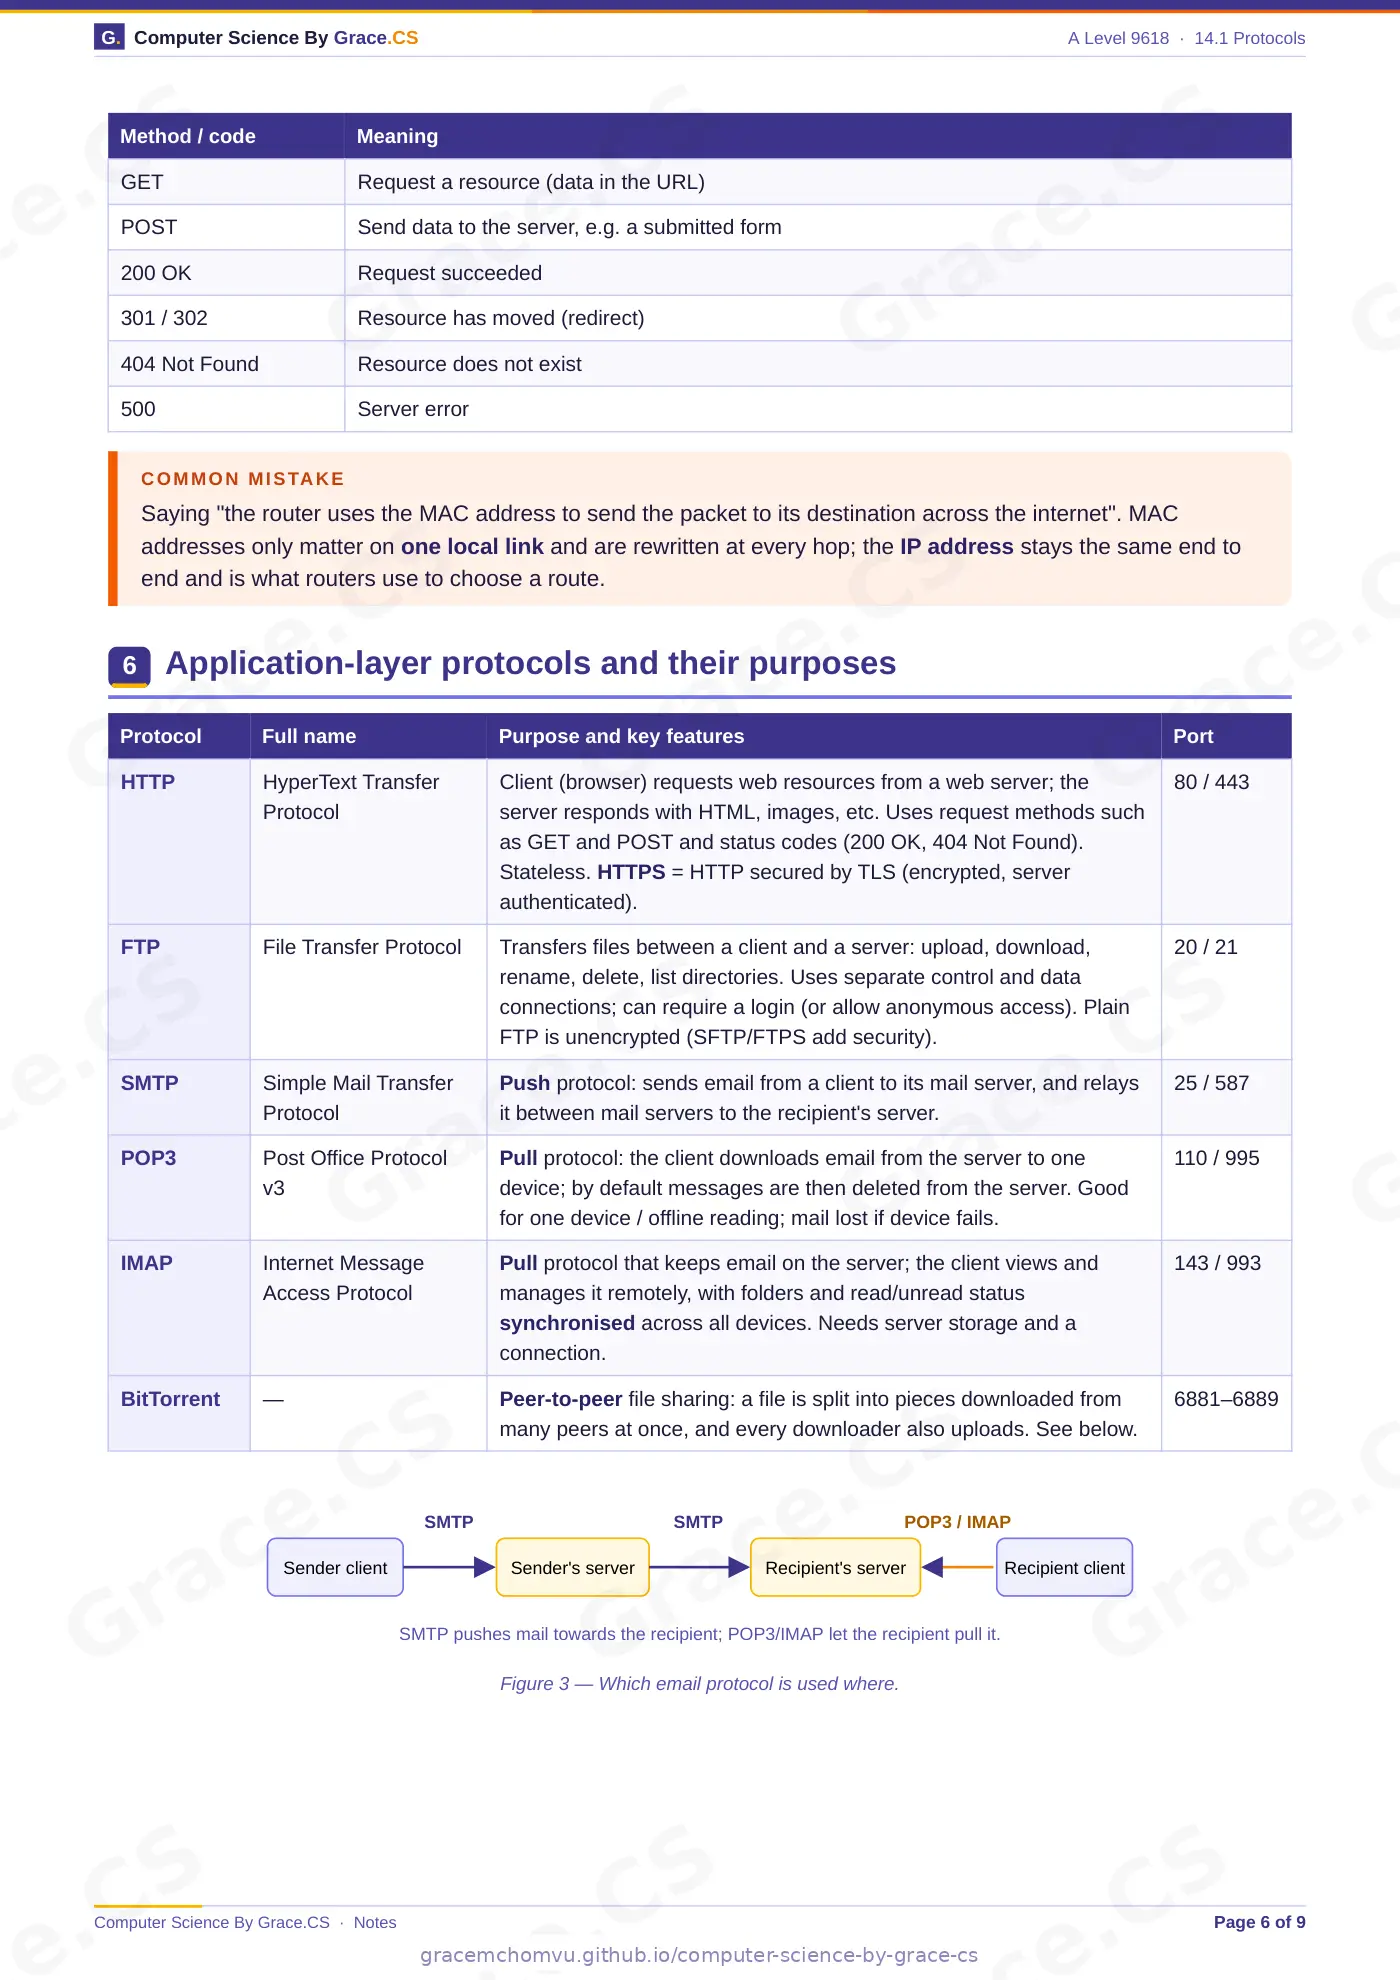 G. Computer Science By Grace.CS
A Level 9618 · 14.1 Protocols
Method / code Meaning
GET Request a resource (data in the URL)
POST Send data to the server, e.g. a submitted form
200 OK Request succeeded
301 / 302 Resource has moved (redirect)
404 Not Found Resource does not exist
500 Server error
COMMON MISTAKE
Saying "the router uses the MAC address to send the packet to its destination across the internet". MAC
addresses only matter on one local link and are rewritten at every hop; the IP address stays the same end to
end and is what routers use to choose a route.
6 Application-layer protocols and their purposes
Protocol Full name Purpose and key features Port
HTTP HyperText Transfer Client (browser) requests web resources from a web server; the 80 / 443
Protocol server responds with HTML, images, etc. Uses request methods such
as GET and POST and status codes (200 OK, 404 Not Found).
Stateless. HTTPS = HTTP secured by TLS (encrypted, server
authenticated).
FTP File Transfer Protocol Transfers files between a client and a server: upload, download, 20 / 21
rename, delete, list directories. Uses separate control and data
connections; can require a login (or allow anonymous access). Plain
FTP is unencrypted (SFTP/FTPS add security).
SMTP Simple Mail Transfer Push protocol: sends email from a client to its mail server, and relays 25 / 587
Protocol it between mail servers to the recipient's server.
POP3 Post Office Protocol Pull protocol: the client downloads email from the server to one 110 / 995
v3 device; by default messages are then deleted from the server. Good
for one device / offline reading; mail lost if device fails.
IMAP Internet Message Pull protocol that keeps email on the server; the client views and 143 / 993
Access Protocol manages it remotely, with folders and read/unread status
synchronised across all devices. Needs server storage and a
connection.
BitTorrent — Peer-to-peer file sharing: a file is split into pieces downloaded from 6881–6889
many peers at once, and every downloader also uploads. See below.
SMTP SMTP POP3 / IMAP
Sender client Sender's server Recipient's server Recipient client
SMTP pushes mail towards the recipient; POP3/IMAP let the recipient pull it.
Figure 3 — Which email protocol is used where.
Computer Science By Grace.CS · Notes
Page 6 of 9
gracemchomvu.github.io/computer-science-by-grace-cs